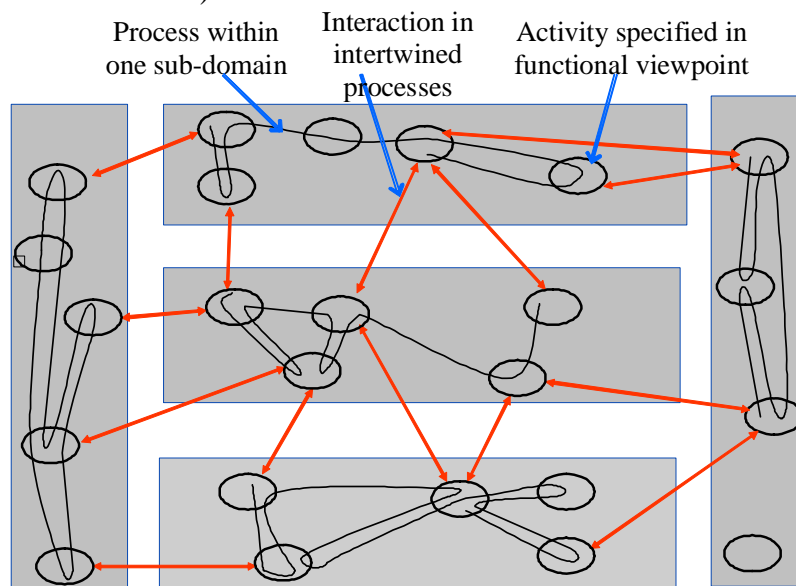 )
Process within
one sub-domain
Interaction in
intertwined
processes
Activity specified in
functional viewpoint